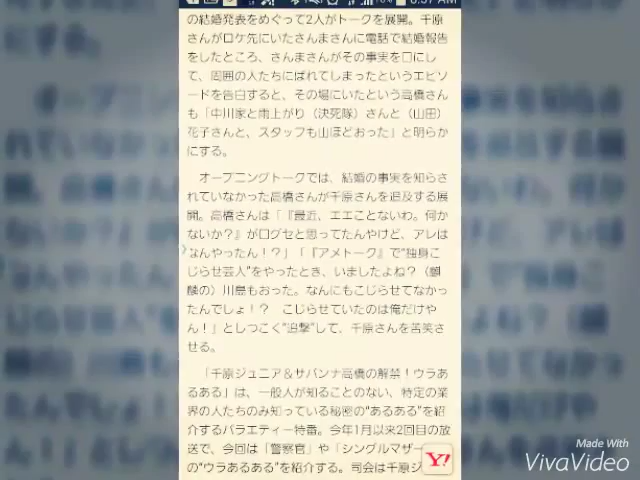 の結婚発表をめぐって2人がトークを展開。千原
さんがロケ先にいたさんまさんに電話で結婚報告
をしたところ、さんまさんがその事実を口にし
て、周囲の人たちにばれてしまったというエピソ
ードを告白すると、その場にいたという高橋さん
も「中川家と雨上がり（決死隊）さんと（山田）
花子さんと、スタッフも山ほどおった」と明らか
にする。
オープニングトークでは、結婚の事実を知らさ
れていなかった高橋さんが千原さんを追及する展
開。高橋さんは「『最近、エエことないわ。何か
ないか？』がログセと思ってたんやけど、アレは
なんやったん！？」「『アメトーク』で“独身こ
じらせ芸人”をやったとき、いましたよね？（麒
麟の）川島もおった。なんにもこじらせてなかっ
たんでしょ！？　こじらせていたのは俺だけや
ん！」としつこく“追撃”して、千原さんを苦笑さ
せる。
「千原ジュニア＆サバンナ高橋の解禁！ウラあ
るある」は、一般人が知ることのない、特定の業
界の人たちのみ知っている秘密の“あるある”を紹
介するバラエティー特番。今年1月以来2回目の放
送で、今回は「警察官」や「シングルマザー
の“ウラあるある”を紹介する。司会は千原ジ
Y!
Made With
VivaVideo